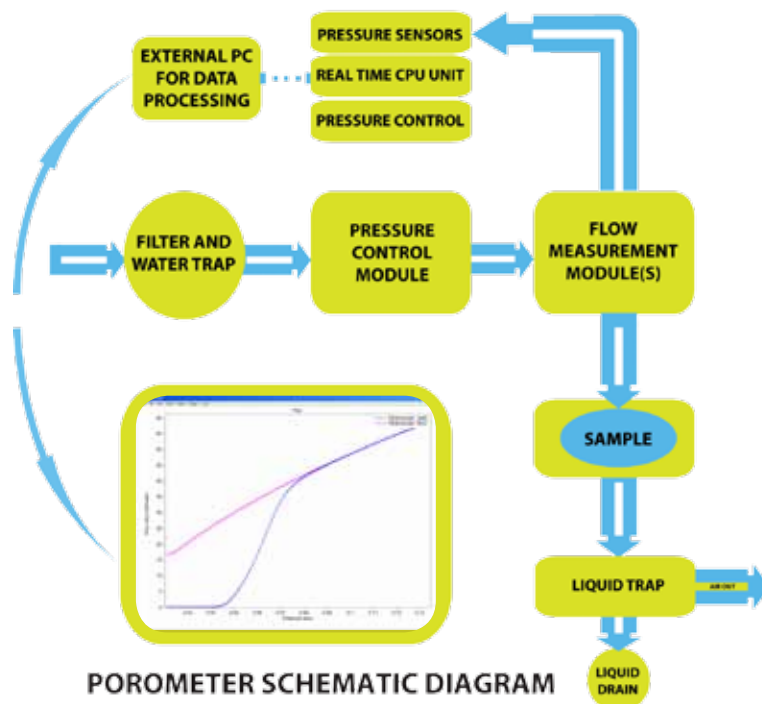 PRESSURE SENSORS
EXTERNAL PC
FOR DATA
PROCESSING
REAL TIME CPU UNIT
PRESSURE CONTROL
FILTER AND
WATER TRAP
PRESSURE
CONTROL
MODULE
FLOW
MEASUREMENT
MODULE(S)
SAMPLE
LIQUID TRAP
AIR OUT
LIQUID
DRAIN
POROMETER SCHEMATIC DIAGRAM